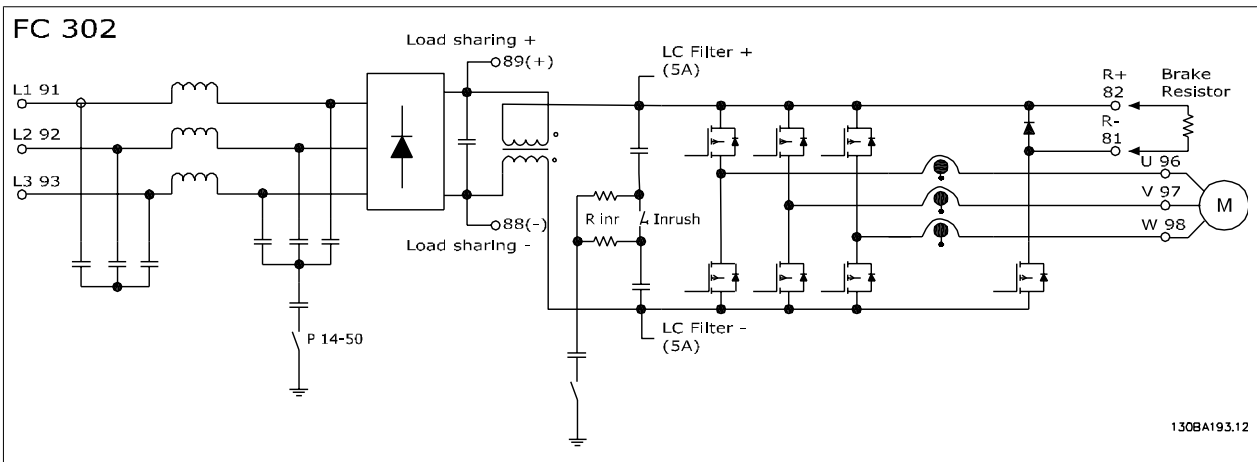 FC 302
Load sharing +
89(+)
LC Filter +
(5A)
R+
82
Brake
Resistor
L1 91
R-
81
L2 92
U 96
L3 93
V 97
M
R inr
Inrush
88(-)
W 98
Load sharing -
P 14-50
LC Filter -
(5A)
130BA193.12